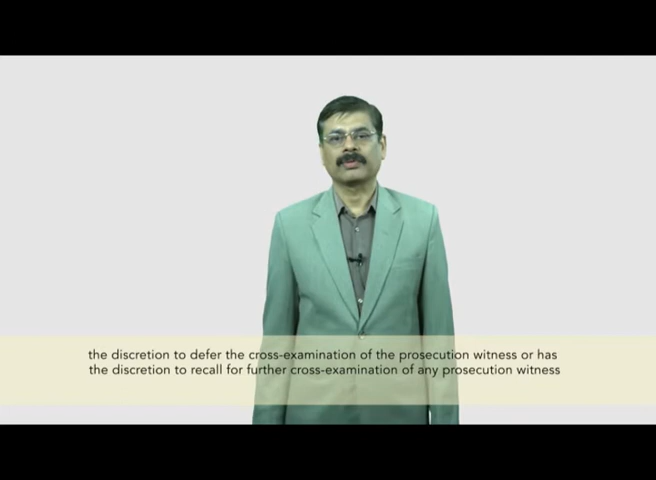 the discretion to defer the cross-examination of the prosecution witness or has
the discretion to recall for further cross-examination of any prosecution witness